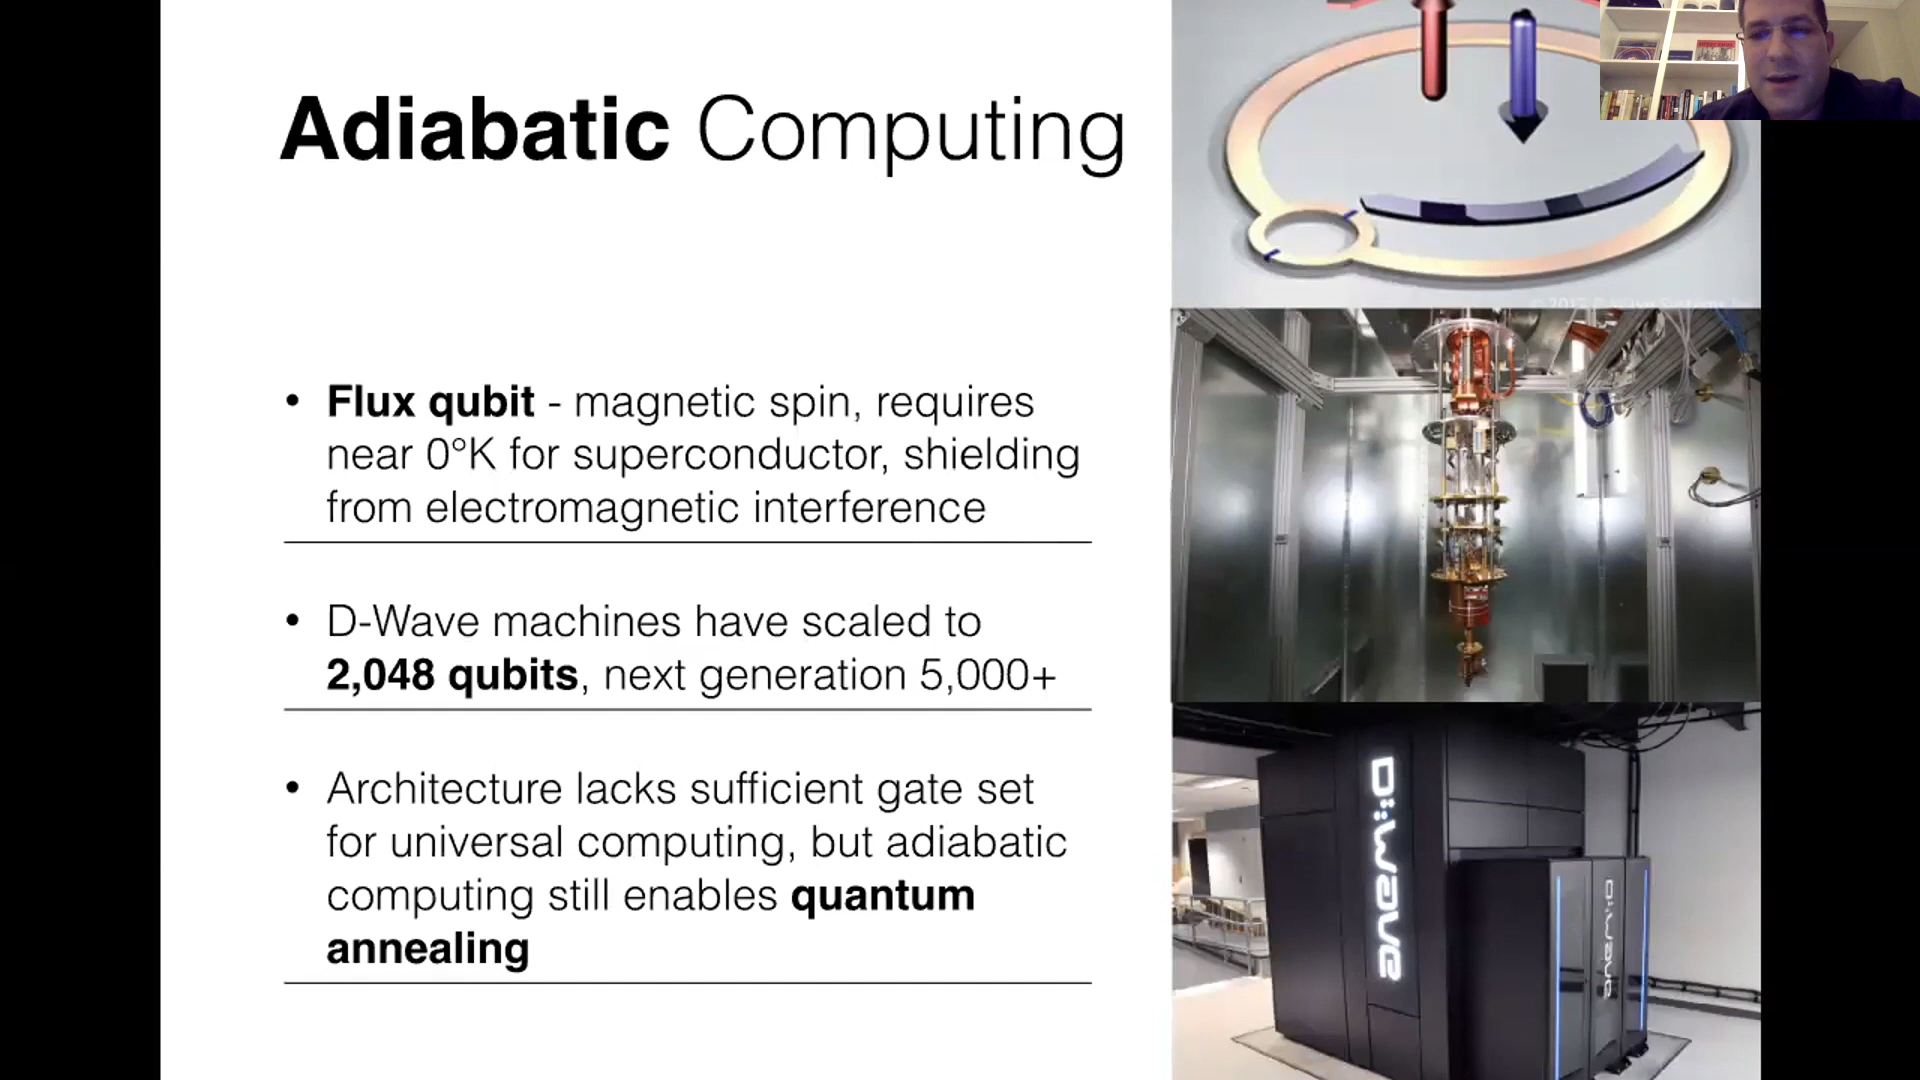 Adiabatic Computing
• Flux qubit - magnetic spin, requires
near 0°K for superconductor, shielding
from electromagnetic interference
• D-Wave machines have scaled to
2,048 qubits, next generation 5,000+
• Architecture lacks sufficient gate set
for universal computing, but adiabatic
computing still enables quantum
annealing
D:WAVE
D:WAVE